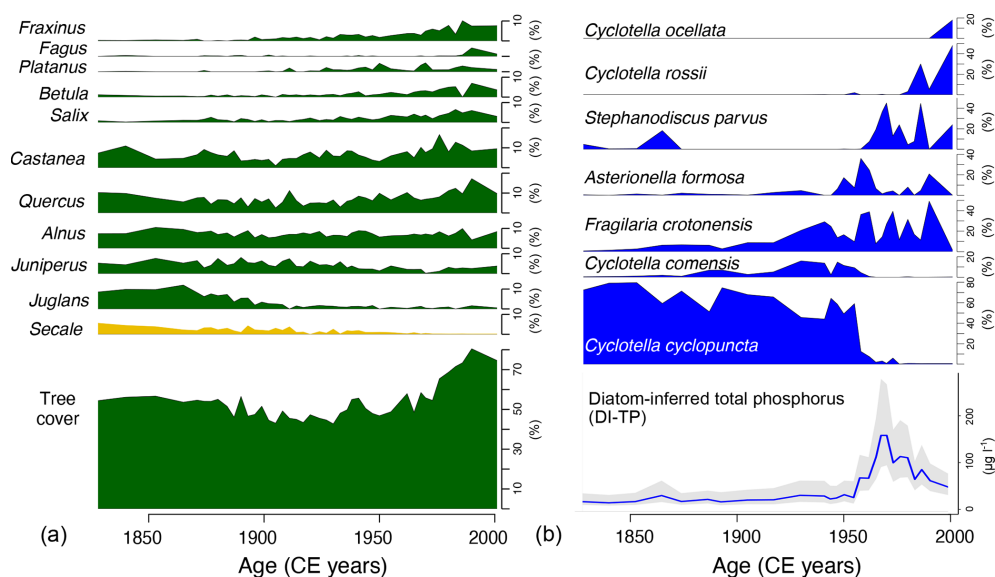 Fraxinus
10
(%)
Fagus
Platanus
10
Betula
10
(%)
Salix
Castanea
10
(%)
Quercus
10
(%)
Alnus
10
Juniperus
10
(%)
Juglans
10
Secale
10
(%)
Tree
cover
70
50
30
10
(%)
1850
1900
1950
2000
(a)
Age (CE years)
Cyclotella ocellata
20
(%)
Cyclotella rossii
40
20
(%)
Stephanodiscus parvus
40
20
(%)
Asterionella formosa
40
20
(%)
Fragilaria crotonensis
40
20
(%)
Cyclotella comensis
20
Cyclotella cyclopuncta
80
60
40
20
(%)
Diatom-inferred total phosphorus
(DI-TP)
200
100
0
(µg l⁻¹)
1850
1900
1950
2000
(b)
Age (CE years)